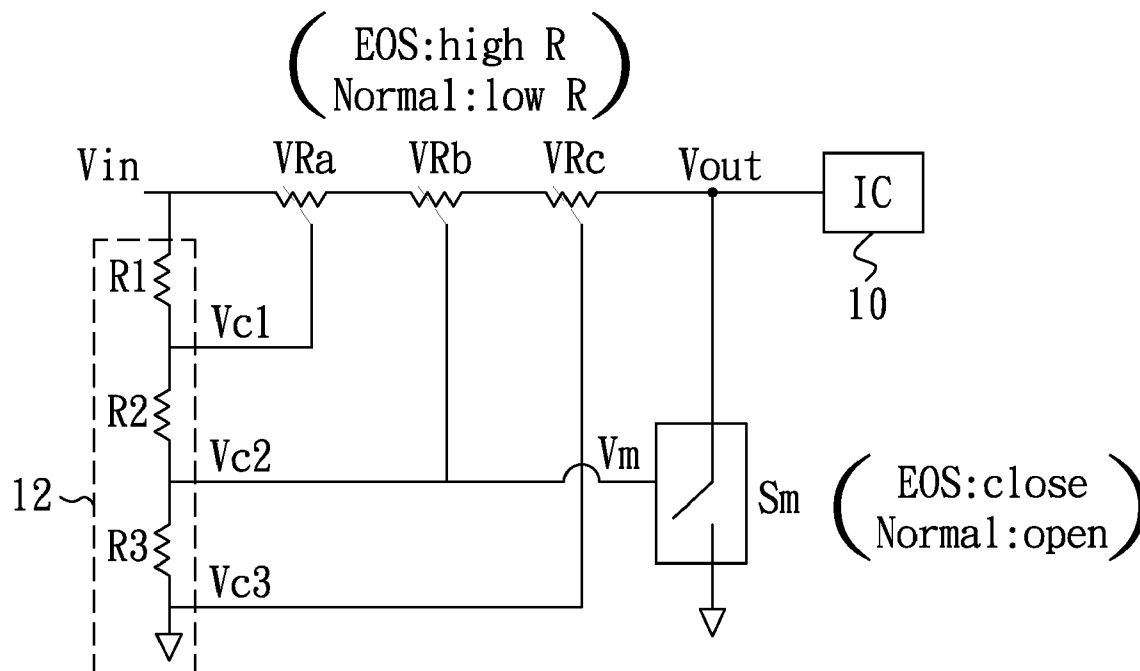 EOS:high R
Normal:low R
Vin
VRa
VRb
VRc
Vout
IC
10
R1
Vc1
R2
Vc2
Vm
Sm
EOS:close
Normal:open
12
R3
Vc3